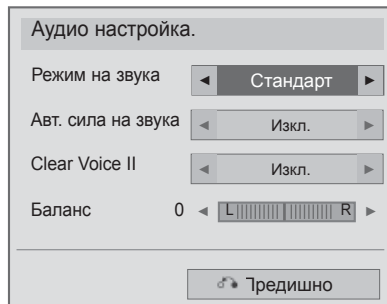 Аудио настройка.
Режим на звука ◄ Стандарт ►
Авт. сила на звука ◄ Изкл. ►
Clear Voice II ◄ Изкл. ►
Баланс 0 ◄ L R ►
Предишно